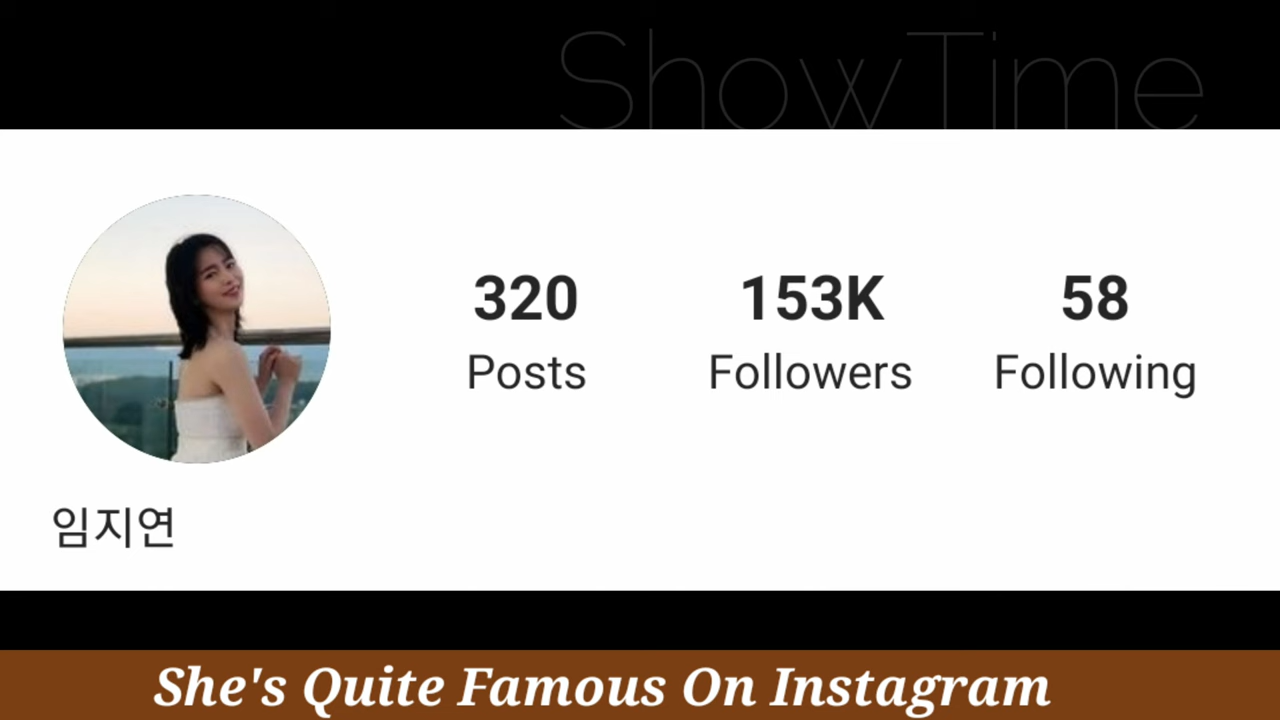 ShowTime
320 153K 58
Posts Followers Following
임지연
She's Quite Famous On Instagram